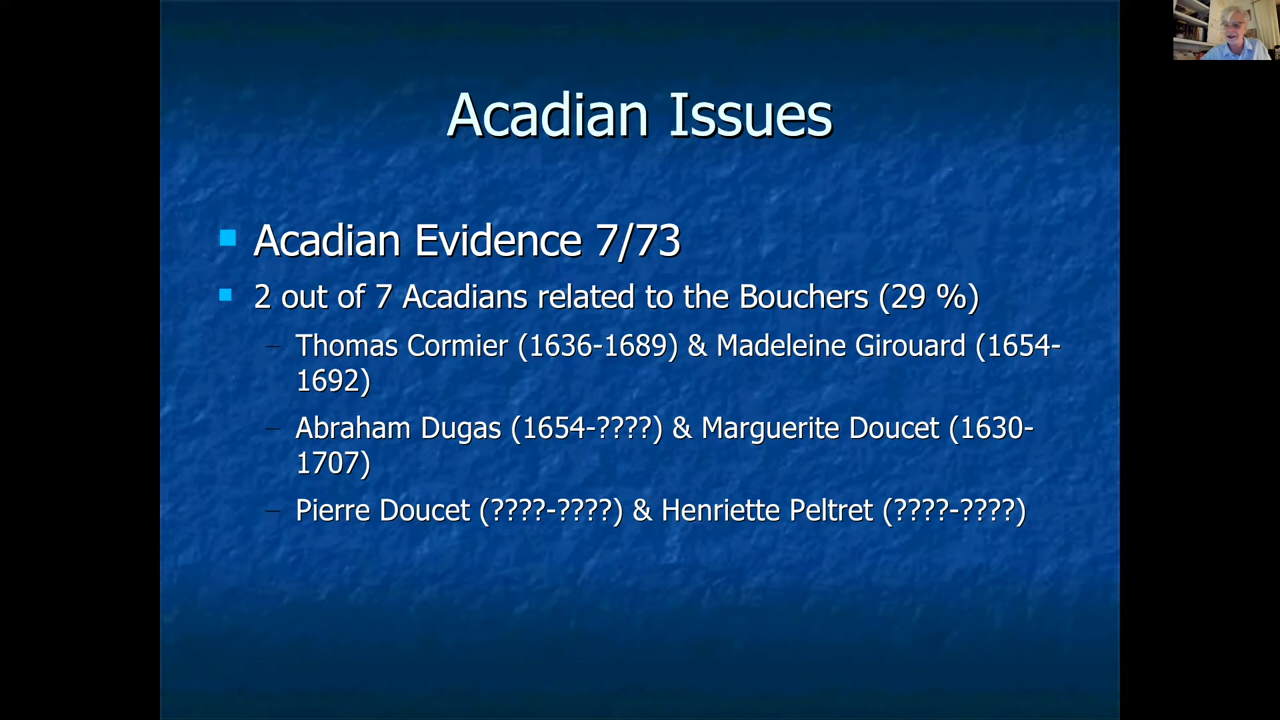 Acadian Issues
Acadian Evidence 7/73
2 out of 7 Acadians related to the Bouchers (29 %)
– Thomas Cormier (1636-1689) & Madeleine Girouard (1654-
1692)
– Abraham Dugas (1654-????) & Marguerite Doucet (1630-
1707)
– Pierre Doucet (????-????) & Henriette Peltret (????-????)